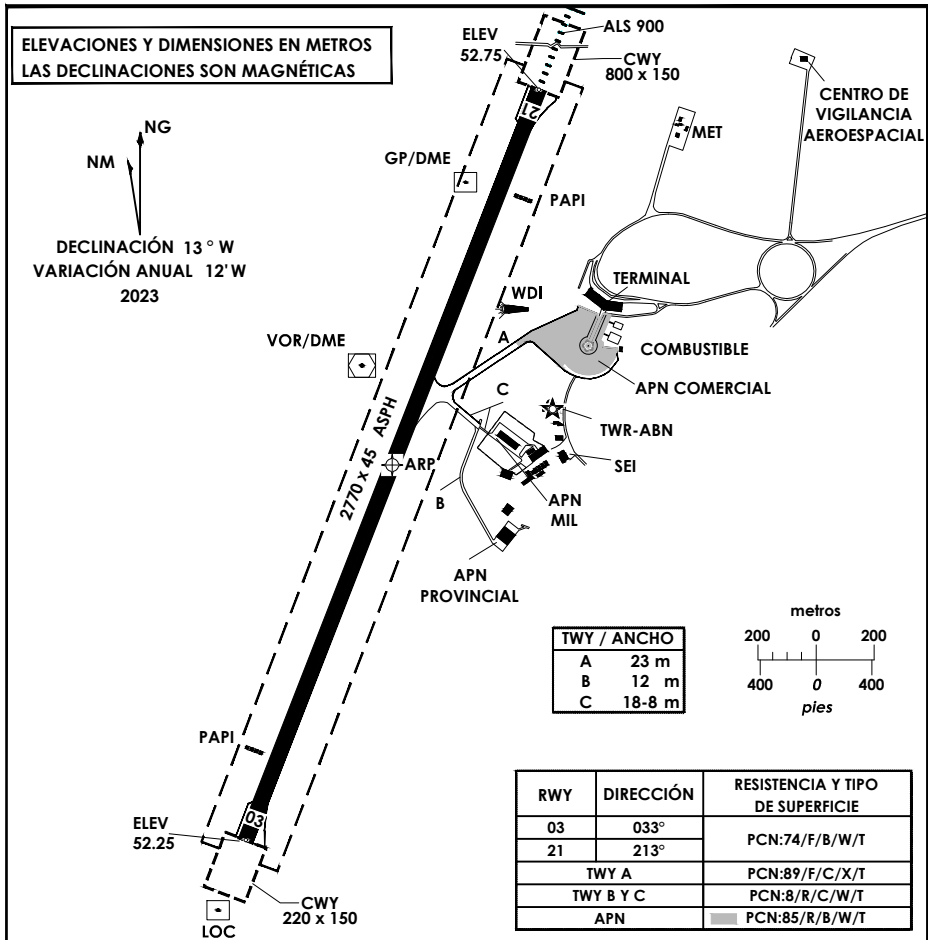 ELEVACIONES Y DIMENSIONES EN METROS
LAS DECLINACIONES SON MAGNÉTICAS
ELEV
52.75
ALS 900
CWY
800 x 150
CENTRO DE
VIGILANCIA
AEROESPACIAL
MET
NG
NM
DECLINACIÓN 13 ° W
VARIACIÓN ANUAL 12' W
2023
21
GP/DME
PAPI
WDI
TERMINAL
A
VOR/DME
COMBUSTIBLE
APN COMERCIAL
C
2770 x 45 ASPH
TWR-ABN
ARP
SEI
B
APN
MIL
APN
PROVINCIAL
metros
200 0 200
400 0 400
pies
TWY / ANCHO
A 23 m
B 12 m
C 18-8 m
PAPI
03
ELEV
52.25
CWY
220 x 150
LOC
RWY DIRECCIÓN RESISTENCIA Y TIPO
DE SUPERFICIE
03 033° PCN:74/F/B/W/T
21 213°
TWY A PCN:89/F/C/X/T
TWY B Y C PCN:8/R/C/W/T
APN PCN:85/R/B/W/T